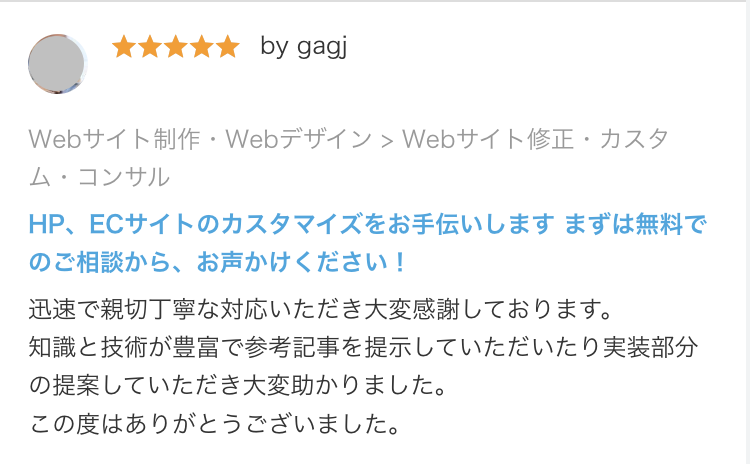 by gagj
Webサイト制作・Webデザイン > Webサイト修正・カスタ
ム・コンサル
HP、ECサイトのカスタマイズをお手伝いします まずは無料で
のご相談から、お声かけください！
迅速で親切丁寧な対応いただき大変感謝しております。
知識と技術が豊富で参考記事を提示していただいたり実装部分
の提案していただき大変助かりました。
この度はありがとうございました。